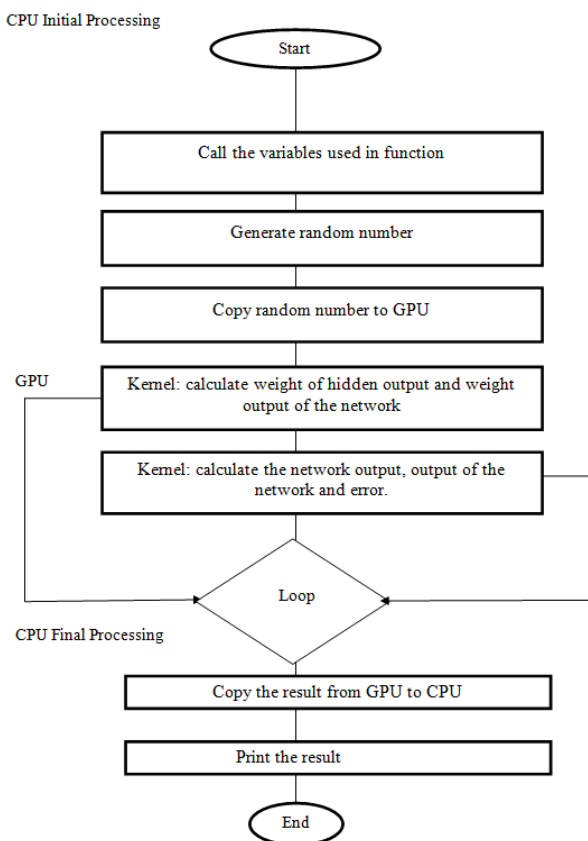 CPU Initial Processing
Start
Call the variables used in function
Generate random number
Copy random number to GPU
GPU
Kernel: calculate weight of hidden output and weight
output of the network
Kernel: calculate the network output, output of the
network and error.
Loop
CPU Final Processing
Copy the result from GPU to CPU
Print the result
End